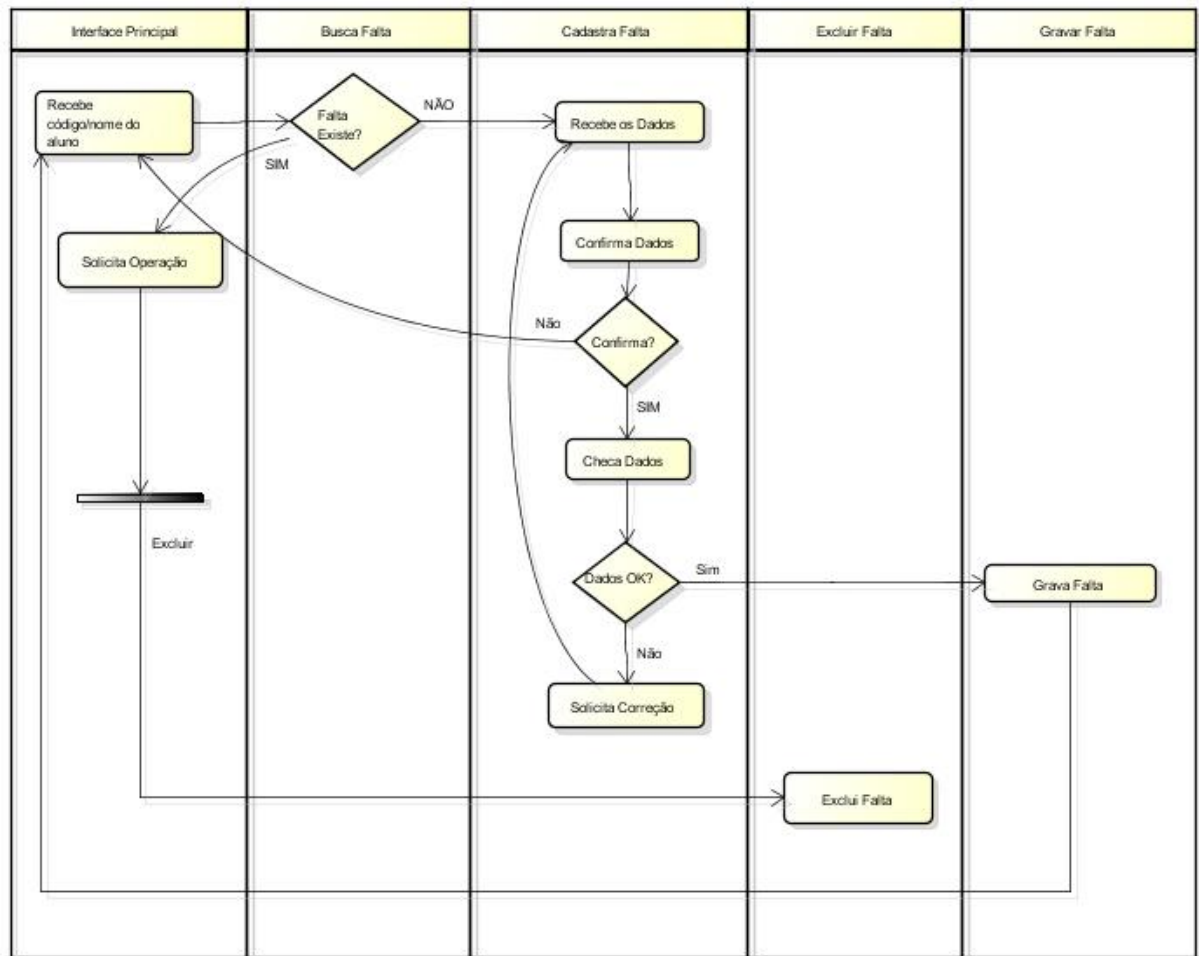 Interface Principal
Busca Falta
Cadastra Falta
Excluir Falta
Gravar Falta
Recebe
código/nome do
aluno
Falta
Existe?
NÃO
Recebe os Dados
SIM
Solicita Operação
Confirma Dados
Não
Confirma?
SIM
Checa Dados
Excluir
Dados OK?
Sim
Grava Falta
Não
Solicita Correção
Exclui Falta